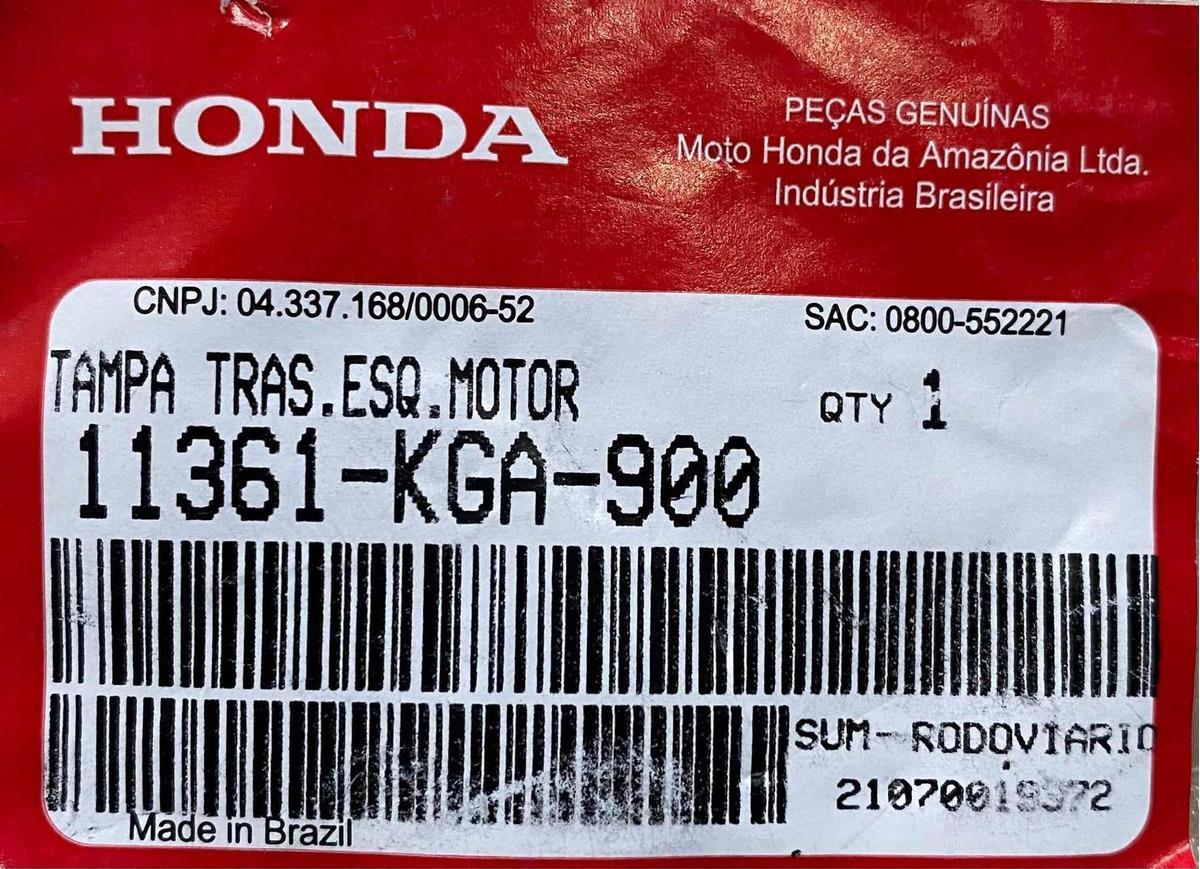 HONDA
PEÇAS GENUÍNAS
Moto Honda da Amazônia Ltda.
Indústria Brasileira
CNPJ: 04.337.168/0006-52
SAC: 0800-552221
TAMPA TRAS.ESQ.MOTOR
QTY 1
11361-KGA-900
SUM- RODOVIARIO
Made in Brazil